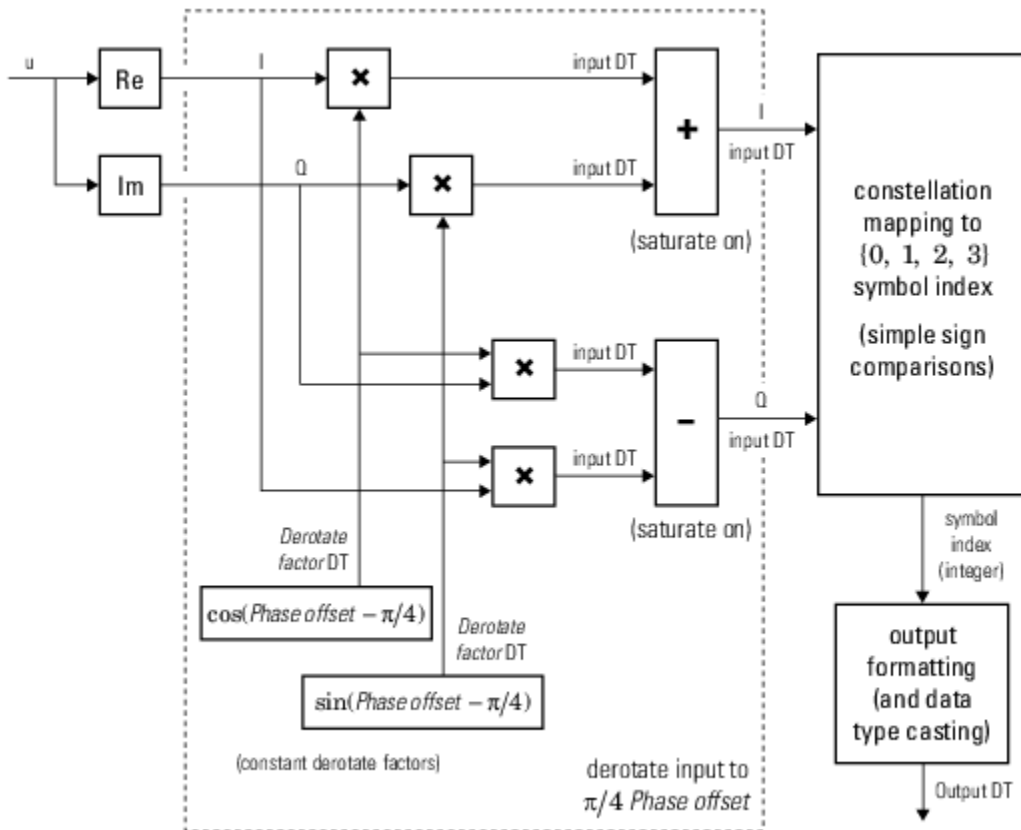 u
Re
I
×
input DT
+
I
input DT
Im
Q
×
input DT
(saturate on)
constellation
mapping to
{0, 1, 2, 3}
symbol index
(simple sign
comparisons)
×
input DT
−
Q
input DT
×
input DT
(saturate on)
Derotate
factor DT
cos(Phase offset − π/4)
Derotate
factor DT
sin(Phase offset − π/4)
(constant derotate factors)
derotate input to
π/4 Phase offset
symbol
index
(integer)
output
formatting
(and data
type casting)
Output DT